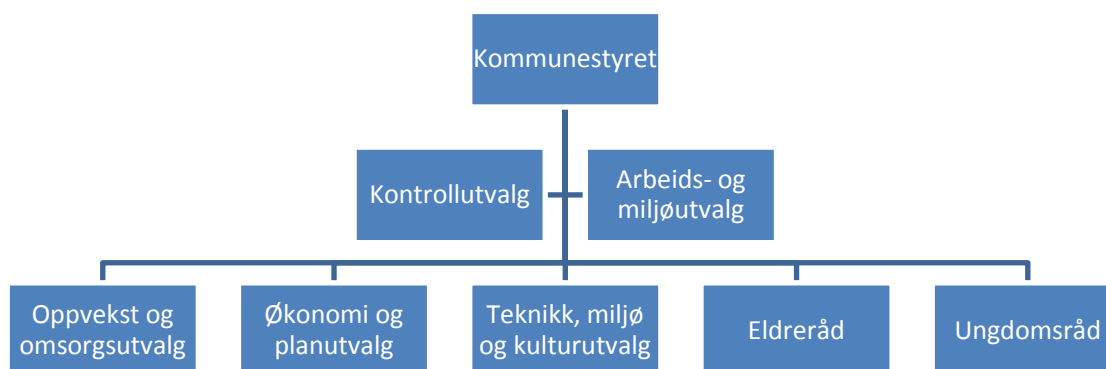 Kommunestyret
Kontrollutvalg
Arbeids- og
miljøutvalg
Oppvekst og
omsorgsutvalg
Økonomi og
planutvalg
Teknikk, miljø
og kulturutvalg
Eldreråd
Ungdomsråd